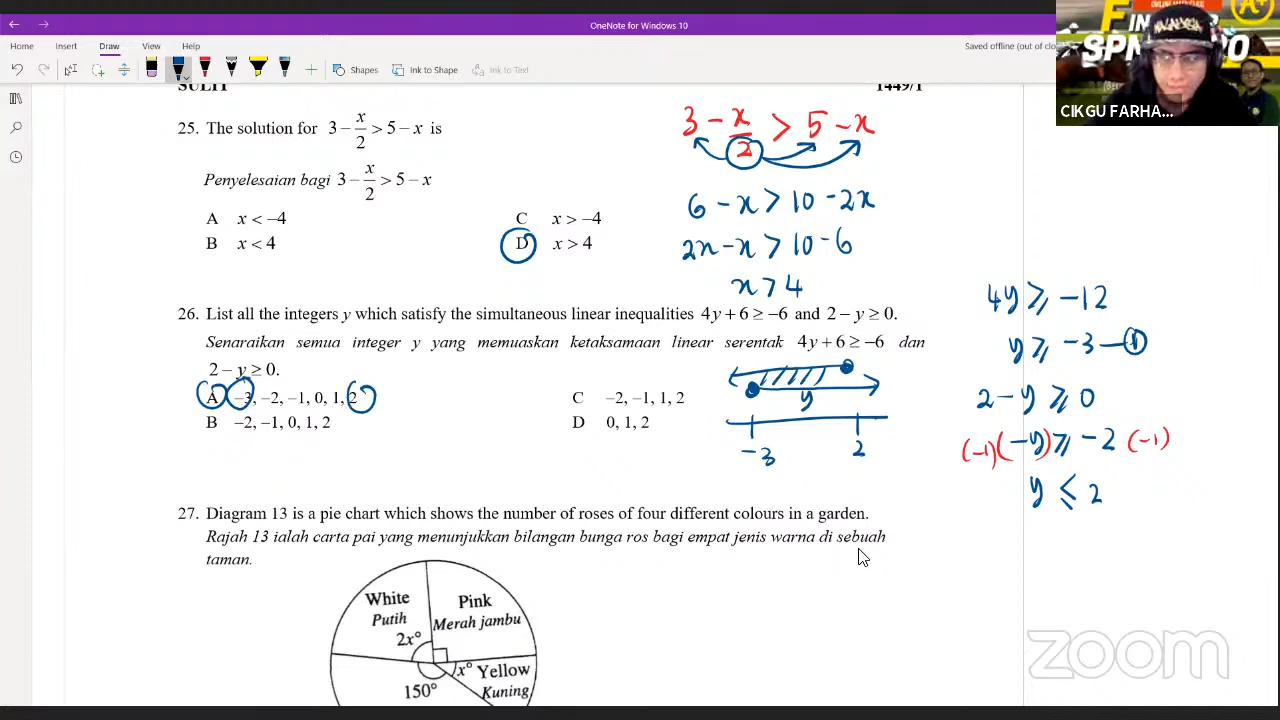 OneNote for Windows 10
Home Insert Draw View Help
Saved offline (out of
Shapes Ink to Shape Ink to Text
SULIT 1449/1
25. The solution for 3 − x/2 > 5 − x is
Penyelesaian bagi 3 − x/2 > 5 − x
A x < −4 C x > −4
B x < 4 D x > 4
3 − x/2 > 5 − x
6 − x > 10 − 2x
2x − x > 10 − 6
x > 4
26. List all the integers y which satisfy the simultaneous linear inequalities 4y + 6 ≥ −6 and 2 − y ≥ 0.
Senaraikan semua integer y yang memuaskan ketaksamaan linear serentak 4y + 6 ≥ −6 dan
2 − y ≥ 0.
A −3, −2, −1, 0, 1, 2 C −2, −1, 1, 2
B −2, −1, 0, 1, 2 D 0, 1, 2
y
−3 2
4y ≥ −12
y ≥ −3 — ①
2 − y ≥ 0
(−1)(−y) ≥ −2 (−1)
y ≤ 2
27. Diagram 13 is a pie chart which shows the number of roses of four different colours in a garden.
Rajah 13 ialah carta pai yang menunjukkan bilangan bunga ros bagi empat jenis warna di sebuah
taman.
White
Putih
2x°
Pink
Merah jambu
x° Yellow
Kuning
150°
A+
CIKGU FARHA...
zoom